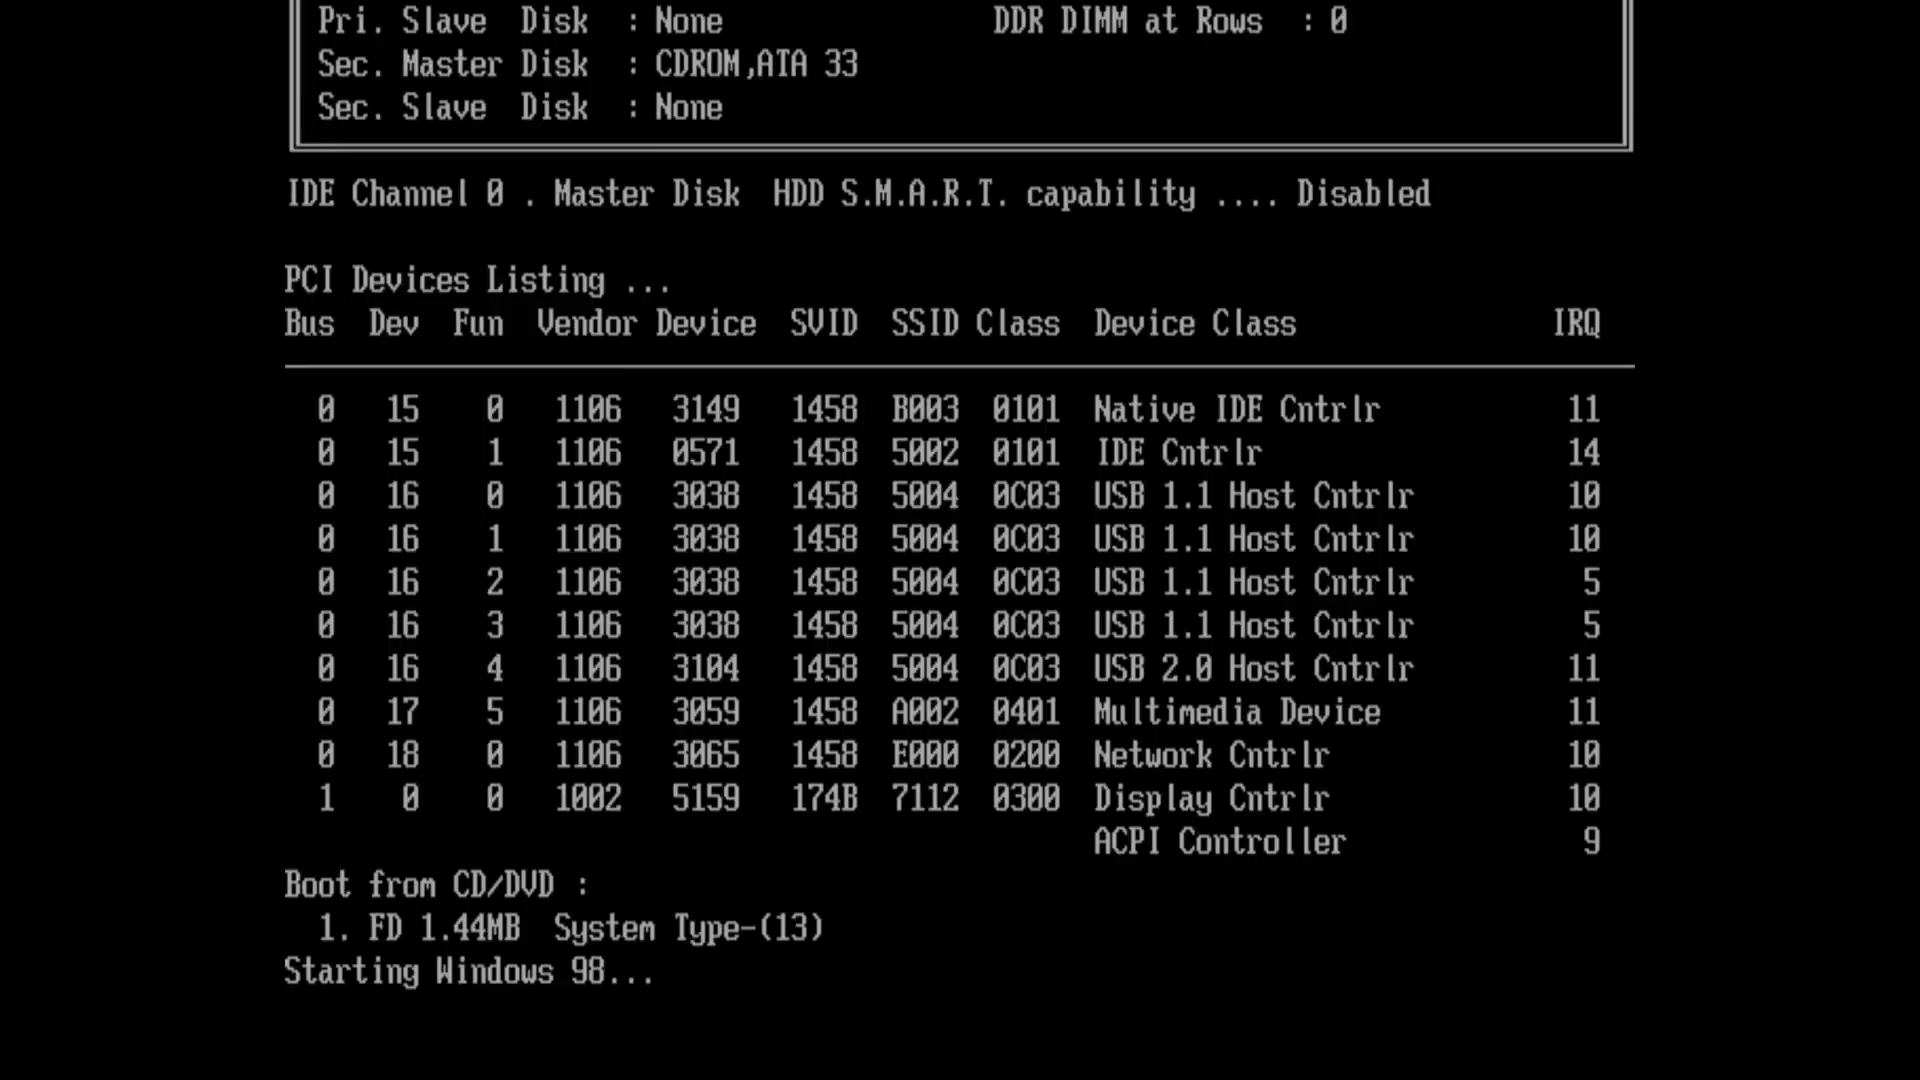 Pri. Slave  Disk  : None                DDR DIMM at Rows  : 0
Sec. Master Disk  : CDROM,ATA 33
Sec. Slave  Disk  : None
IDE Channel 0 . Master Disk  HDD S.M.A.R.T. capability .... Disabled
PCI Devices Listing ...
Bus  Dev  Fun  Vendor Device  SVID  SSID Class  Device Class  IRQ
0  15  0  1106  3149  1458  B003  0101  Native IDE Cntrlr  11
0  15  1  1106  0571  1458  5002  0101  IDE Cntrlr  14
0  16  0  1106  3038  1458  5004  0C03  USB 1.1 Host Cntrlr  10
0  16  1  1106  3038  1458  5004  0C03  USB 1.1 Host Cntrlr  10
0  16  2  1106  3038  1458  5004  0C03  USB 1.1 Host Cntrlr  5
0  16  3  1106  3038  1458  5004  0C03  USB 1.1 Host Cntrlr  5
0  16  4  1106  3104  1458  5004  0C03  USB 2.0 Host Cntrlr  11
0  17  5  1106  3059  1458  A002  0401  Multimedia Device  11
0  18  0  1106  3065  1458  E000  0200  Network Cntrlr  10
1  0  0  1002  5159  174B  7112  0300  Display Cntrlr  10
ACPI Controller  9
Boot from CD/DVD :
1. FD 1.44MB  System Type-(13)
Starting Windows 98...